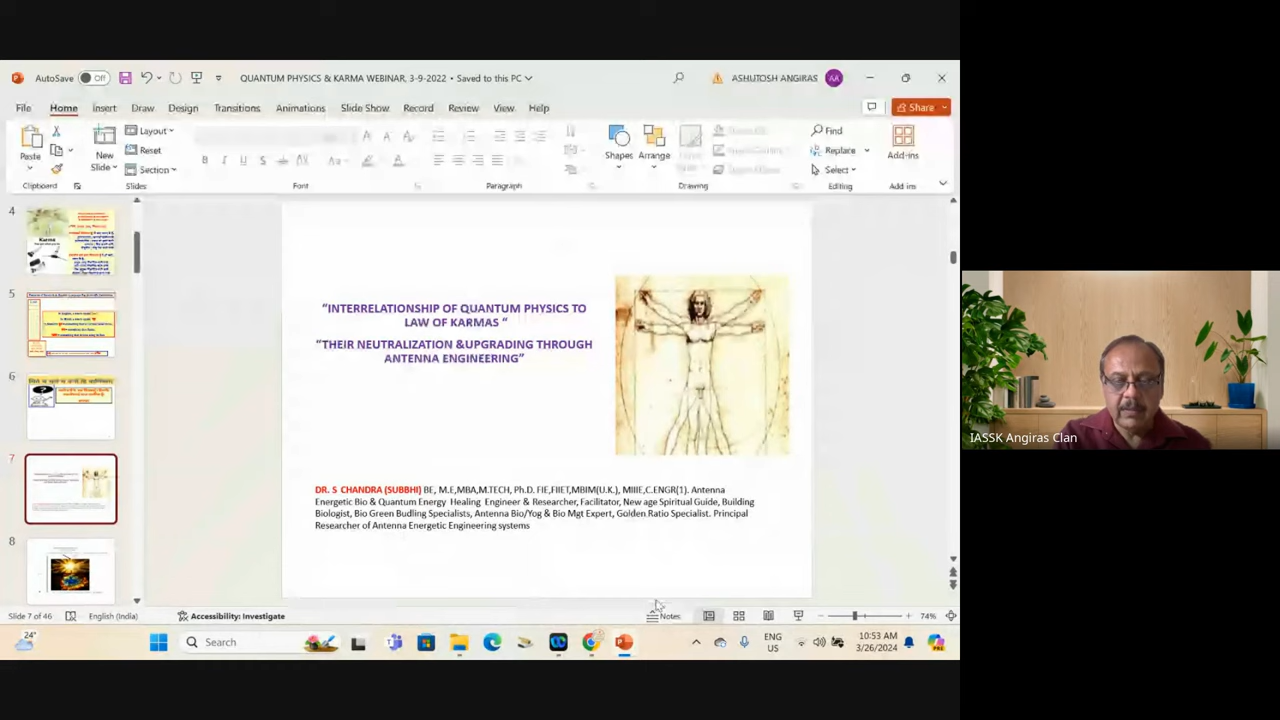 AutoSave Off QUANTUM PHYSICS & KARMA WEBINAR, 3-9-2022 • Saved to this PC ASHUTOSH ANGIRAS AA
File Home Insert Draw Design Transitions Animations Slide Show Record Review View Help Share
Paste
New
Slide
Layout
Reset
Section
Shapes
Arrange
Find
Replace
Select
Add-ins
Clipboard Slides Font Paragraph Drawing Editing Add ins
4
Karma
5
6
7
8
“INTERRELATIONSHIP OF QUANTUM PHYSICS TO
LAW OF KARMAS “
“THEIR NEUTRALIZATION &UPGRADING THROUGH
ANTENNA ENGINEERING”
DR. S CHANDRA (SUBBHI) BE, M.E,MBA,M.TECH, Ph.D. FIE,FIIET,MBIM(U.K.), MIIIE,C.ENGR(1). Antenna
Energetic Bio & Quantum Energy Healing Engineer & Researcher, Facilitator, New age Spiritual Guide, Building
Biologist, Bio Green Budling Specialists, Antenna Bio/Yog & Bio Mgt Expert, Golden Ratio Specialist. Principal
Researcher of Antenna Energetic Engineering systems
IASSK Angiras Clan
Slide 7 of 46 English (India) Accessibility: Investigate Notes 74%
24°
Search
ENG
US
10:53 AM
3/26/2024